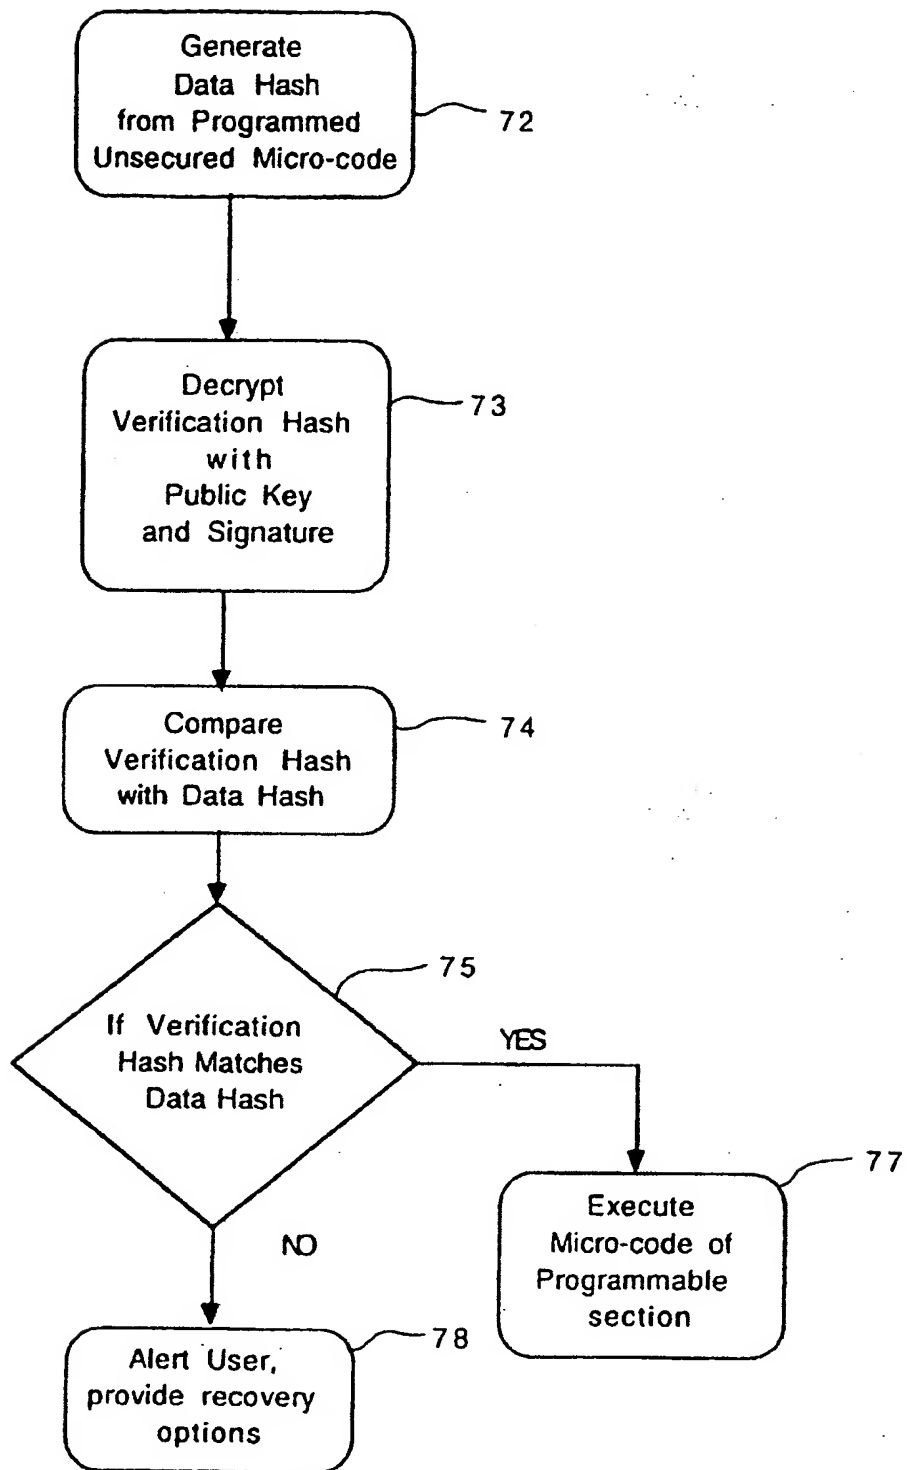 Generate
Data Hash
from Programmed
Unsecured Micro-code
72
Decrypt
Verification Hash
with
Public Key
and Signature
73
Compare
Verification Hash
with Data Hash
74
75
If Verification
Hash Matches
Data Hash
YES
NO
77
Execute
Micro-code of
Programmable
section
78
Alert User,
provide recovery
options